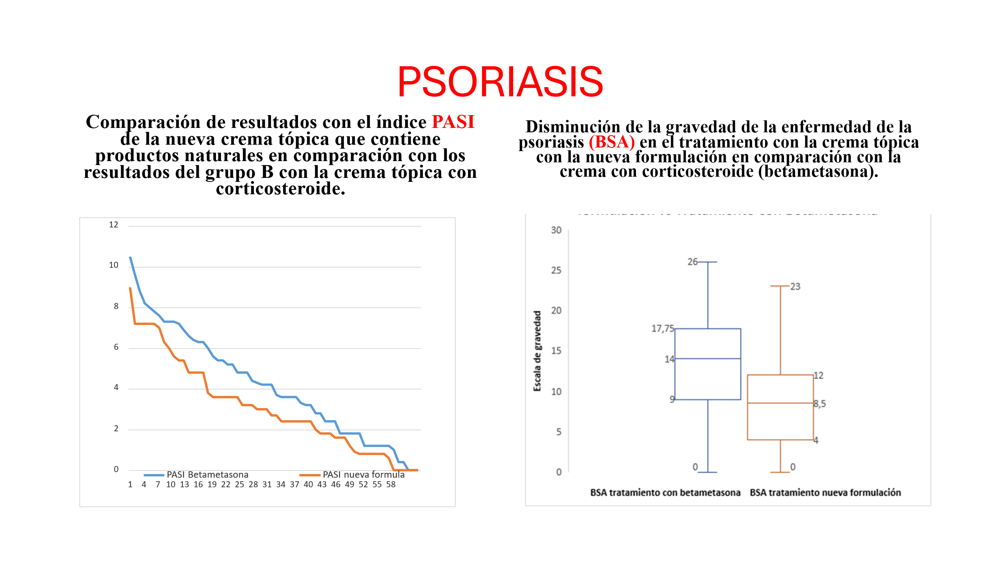 PSORIASIS
Comparación de resultados con el índice PASI
de la nueva crema tópica que contiene
productos naturales en comparación con los
resultados del grupo B con la crema tópica con
corticosteroide.
Disminución de la gravedad de la enfermedad de la
psoriasis (BSA) en el tratamiento con la crema tópica
con la nueva formulación en comparación con la
crema con corticosteroide (betametasona).
12
10
8
6
4
2
0
PASI Betametasona PASI nueva formula
1 4 7 10 13 16 19 22 25 28 31 34 37 40 43 46 49 52 55 58
Escala de gravedad
30
25
20
15
10
5
0
26
17,75
14
9
0
23
12
8,5
4
0
BSA tratamiento con betametasona BSA tratamiento nueva formulación